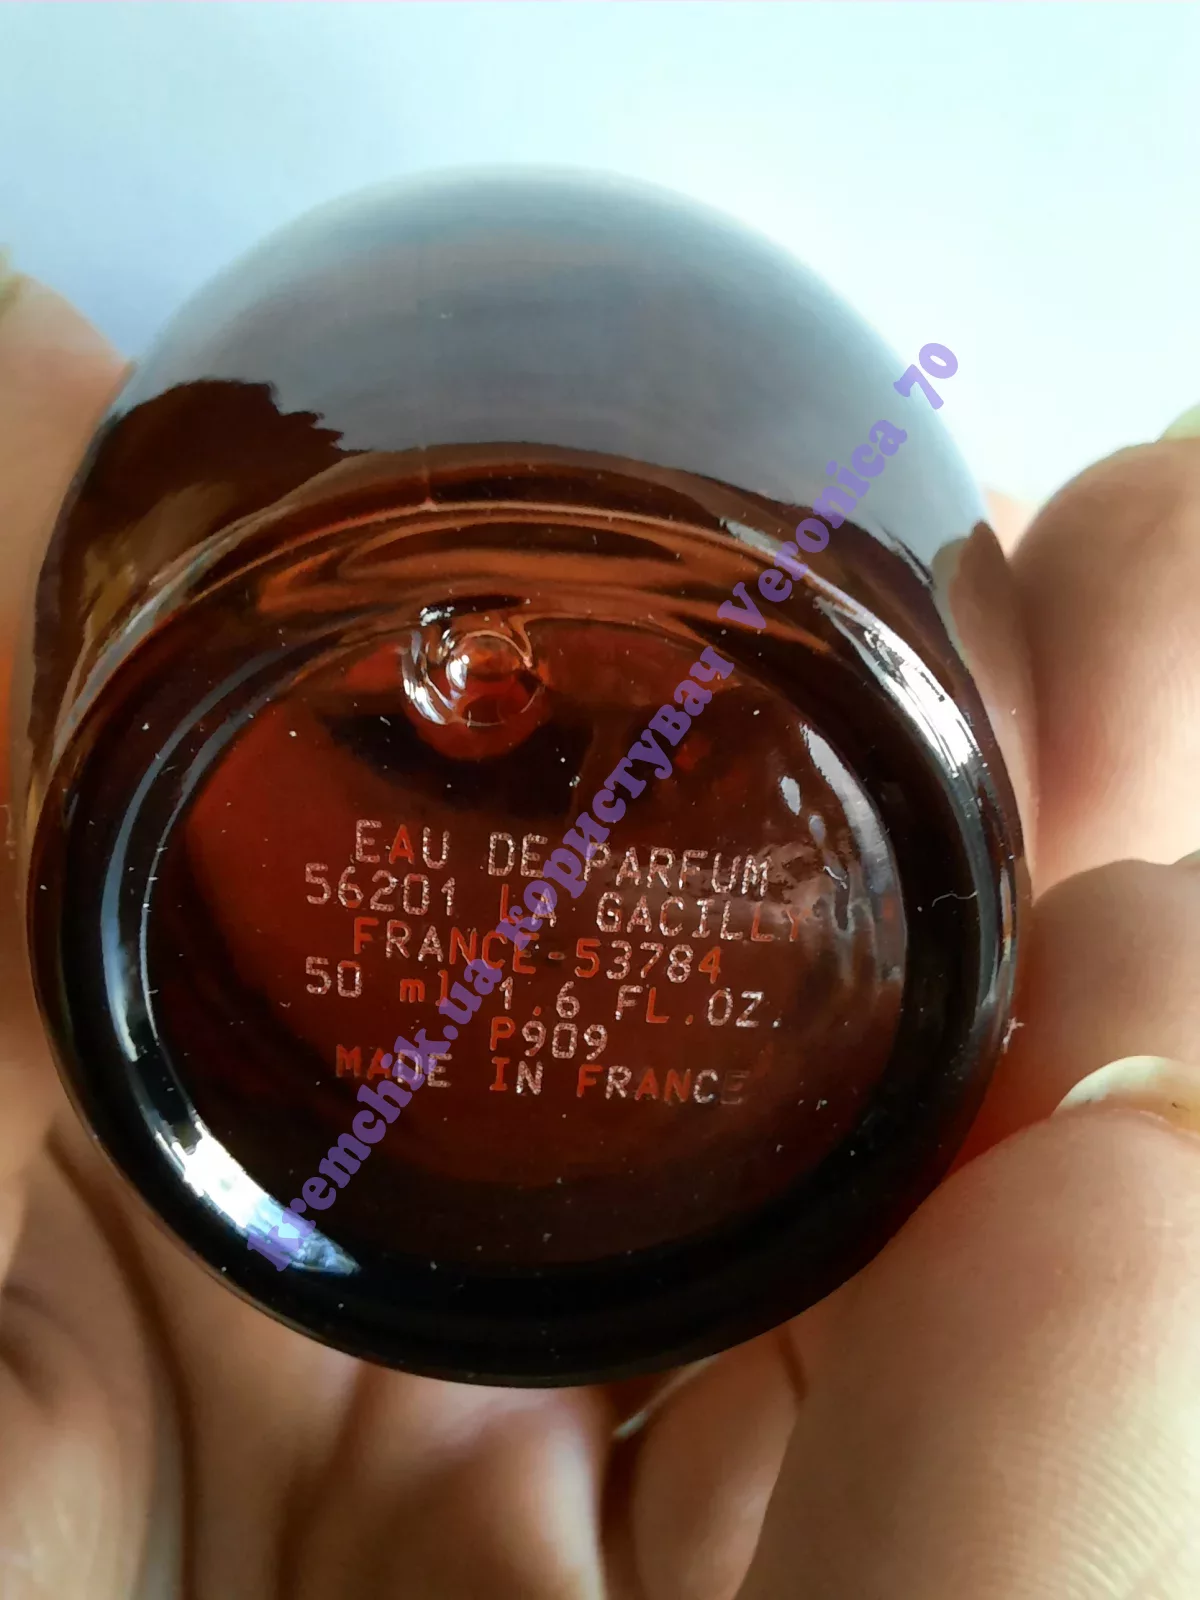 EAU DE PARFUM
56201 LA GACILLY
FRANCE-53784
50 ml 1.6 FL.OZ.
P909
MADE IN FRANCE
kremchik.ua користувач Veronica 70